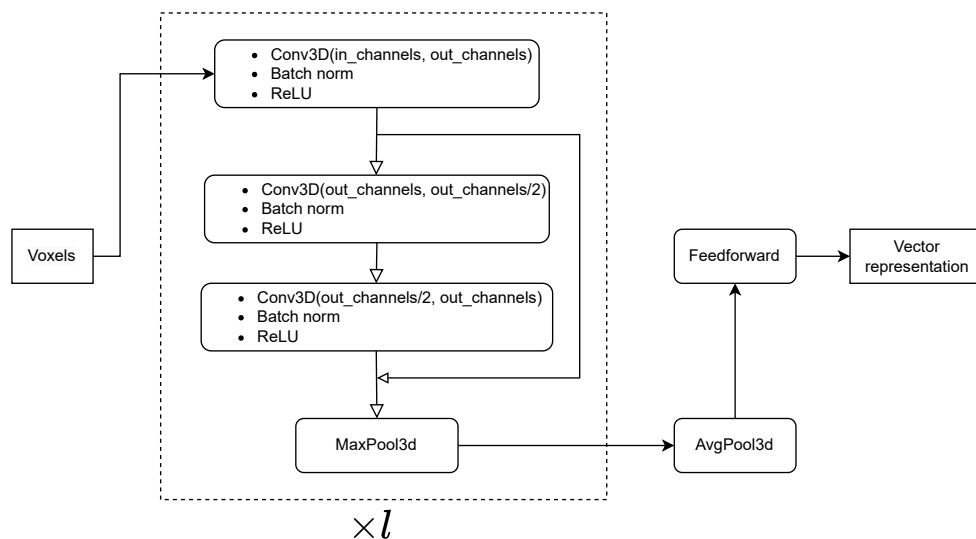 • Conv3D(in_channels, out_channels)
• Batch norm
• ReLU
• Conv3D(out_channels, out_channels/2)
• Batch norm
• ReLU
Voxels
Feedforward
Vector
representation
• Conv3D(out_channels/2, out_channels)
• Batch norm
• ReLU
MaxPool3d
AvgPool3d
×l